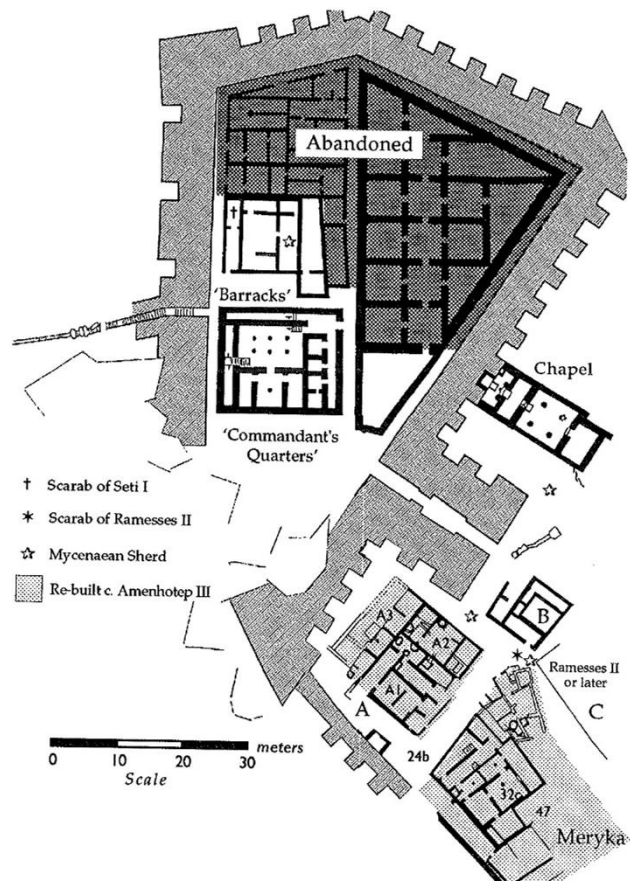 Abandoned
'Barracks'
Chapel
'Commandant's
Quarters'
† Scarab of Seti I
✶ Scarab of Ramesses II
☆ Mycenaean Sherd
Re-built c. Amenhotep III
A3
A2
B
A1
Ramesses II
or later
A
C
0 10 20 30 meters
Scale
24b
32c
47
Meryka